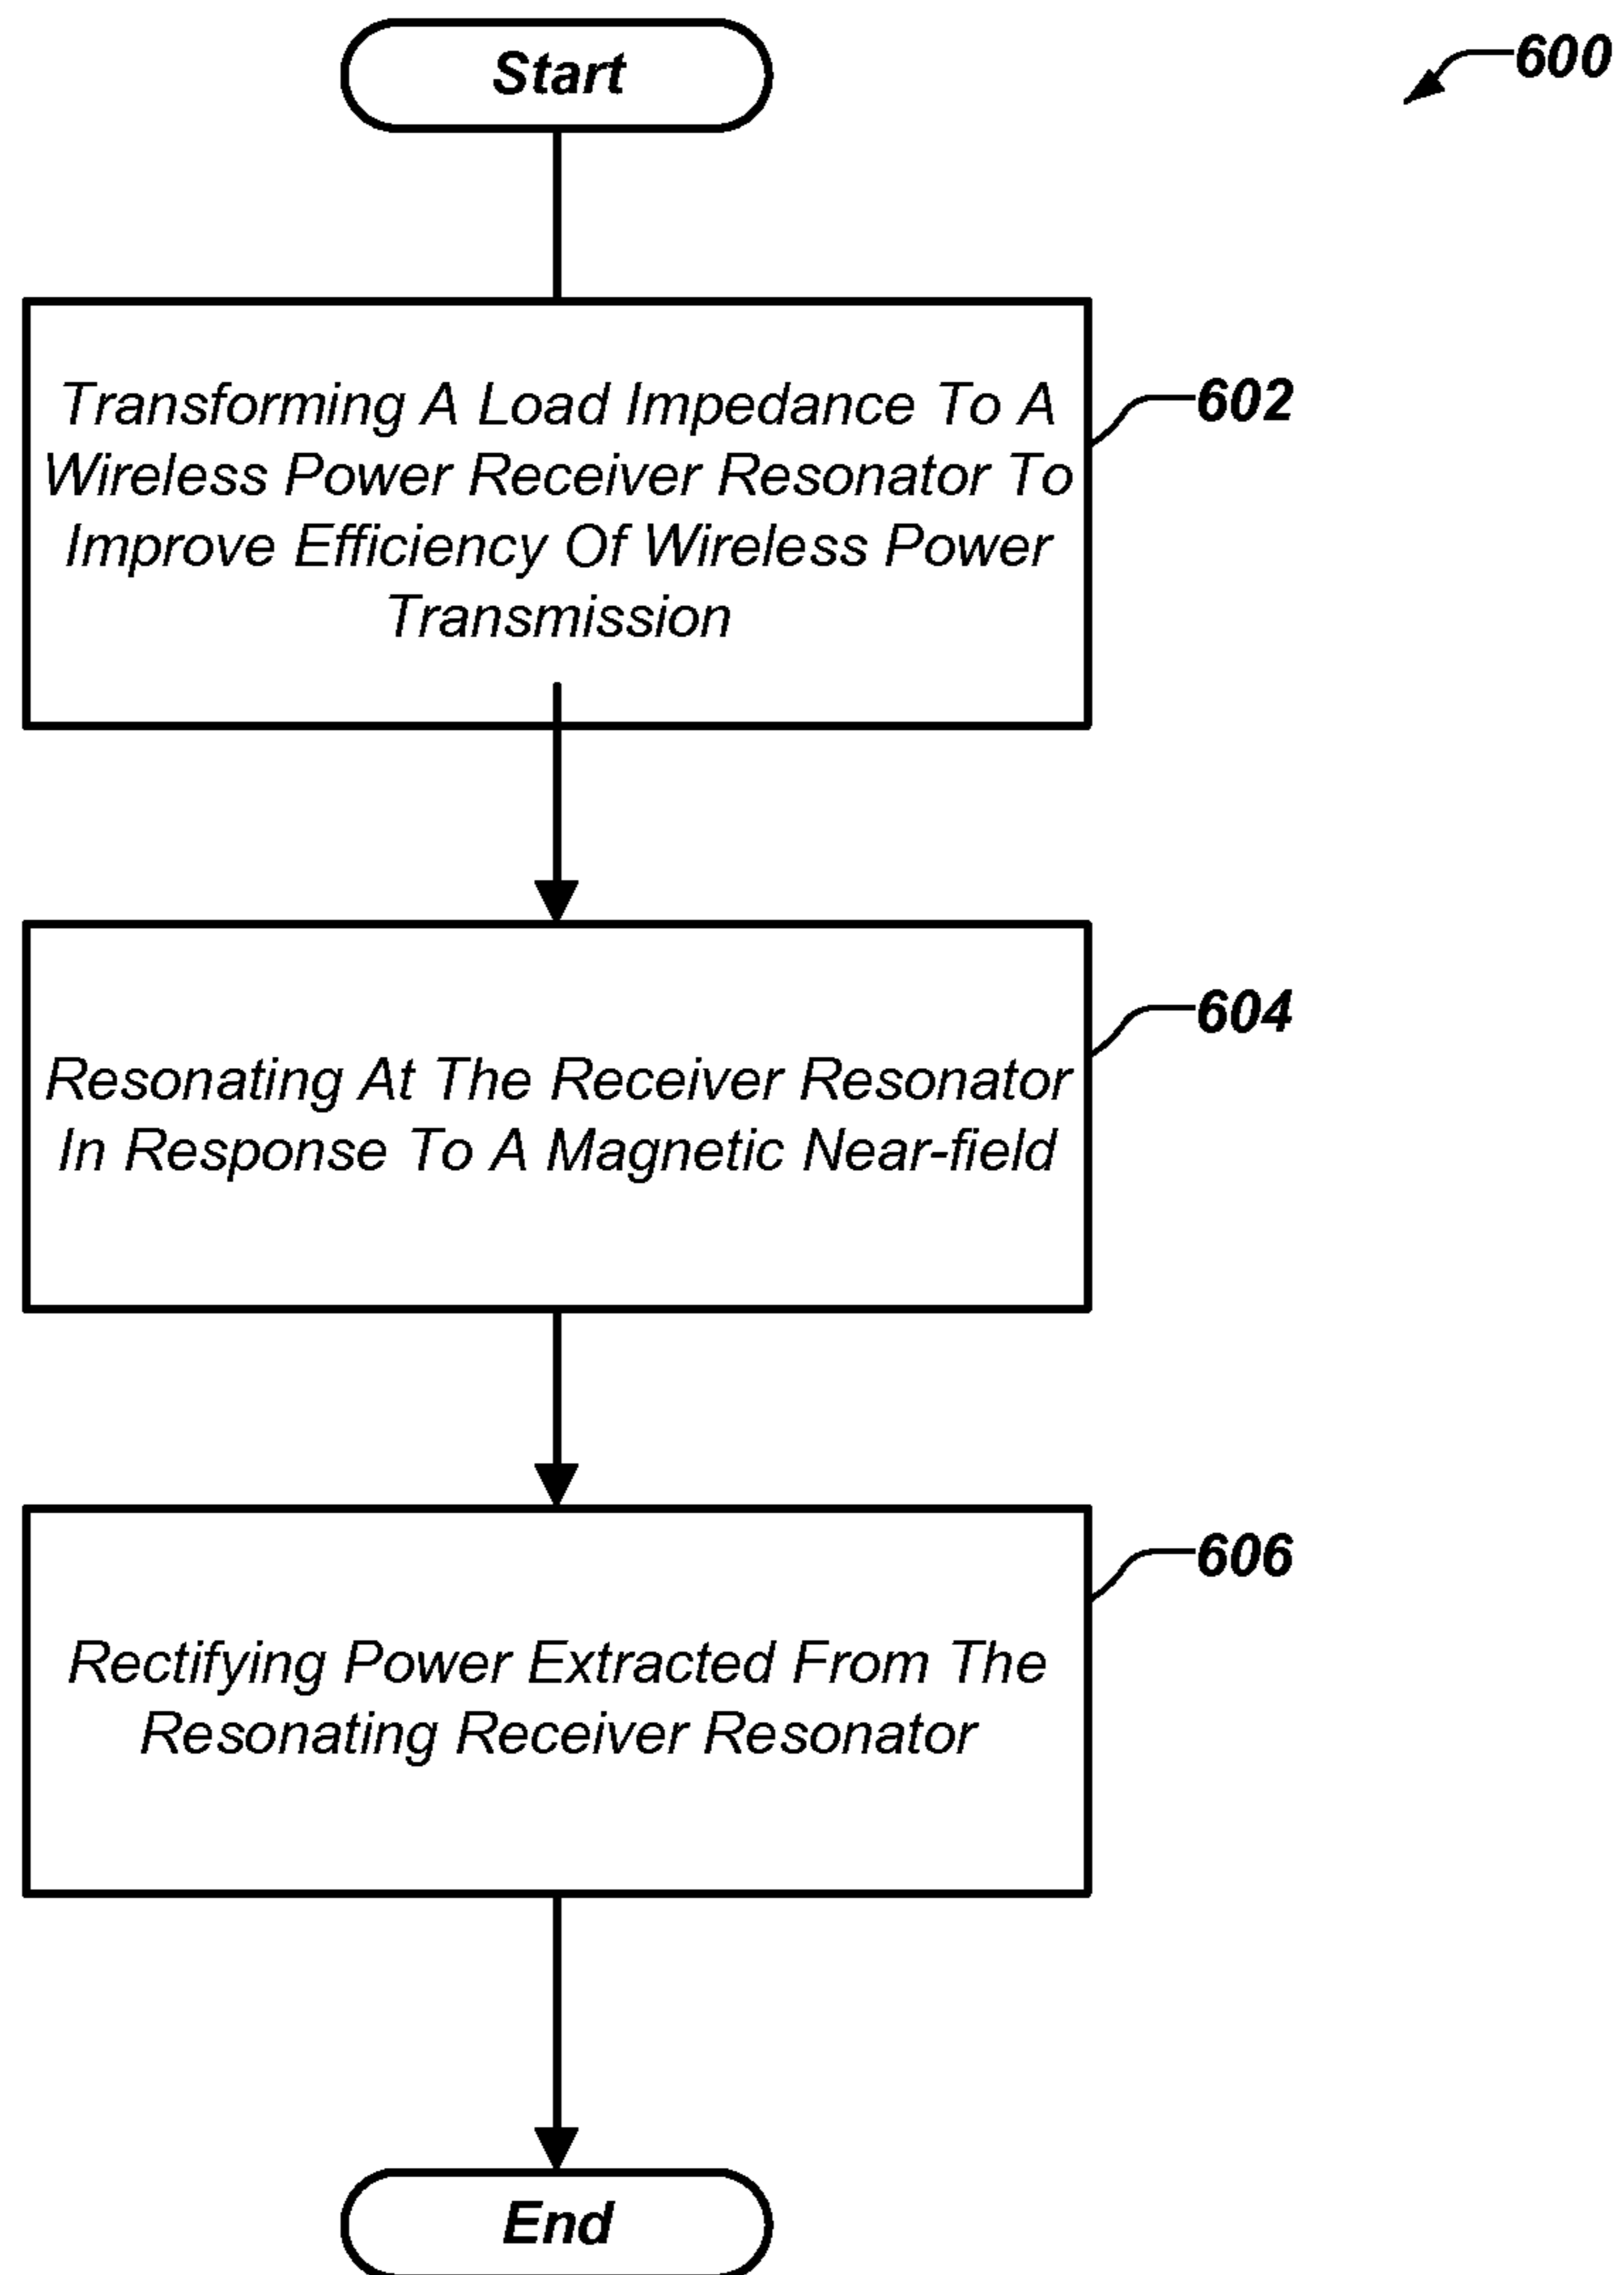 Start
600
Transforming A Load Impedance To A
Wireless Power Receiver Resonator To
Improve Efficiency Of Wireless Power
Transmission
602
604
Resonating At The Receiver Resonator
In Response To A Magnetic Near-field
606
Rectifying Power Extracted From The
Resonating Receiver Resonator
End